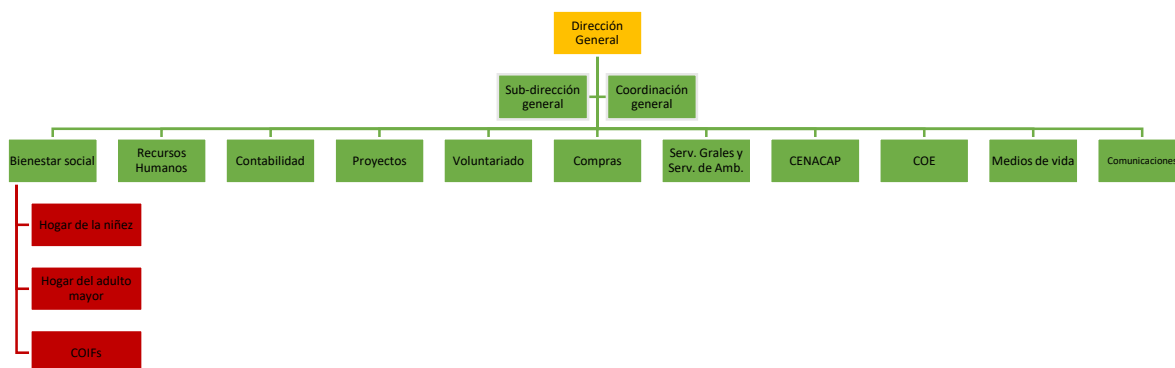 Dirección
General
Sub-dirección
general
Coordinación
general
Bienestar social
Recursos
Humanos
Contabilidad
Proyectos
Voluntariado
Compras
Serv. Grales y
Serv. de Amb.
CENACAP
COE
Medios de vida
Comunicaciones
Hogar de la niñez
Hogar del adulto
mayor
COIFs